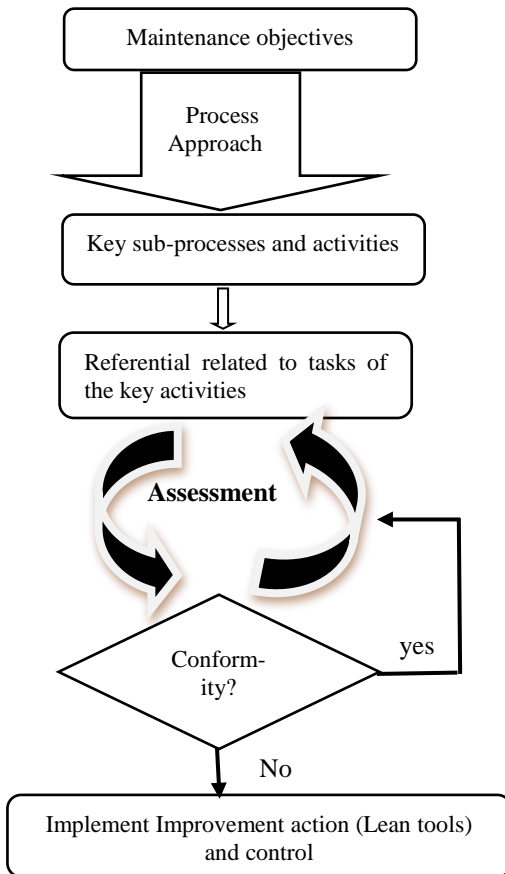 Maintenance objectives
Process
Approach
Key sub-processes and activities
Referential related to tasks of
the key activities
Assessment
Conform-
ity?
yes
No
Implement Improvement action (Lean tools)
and control